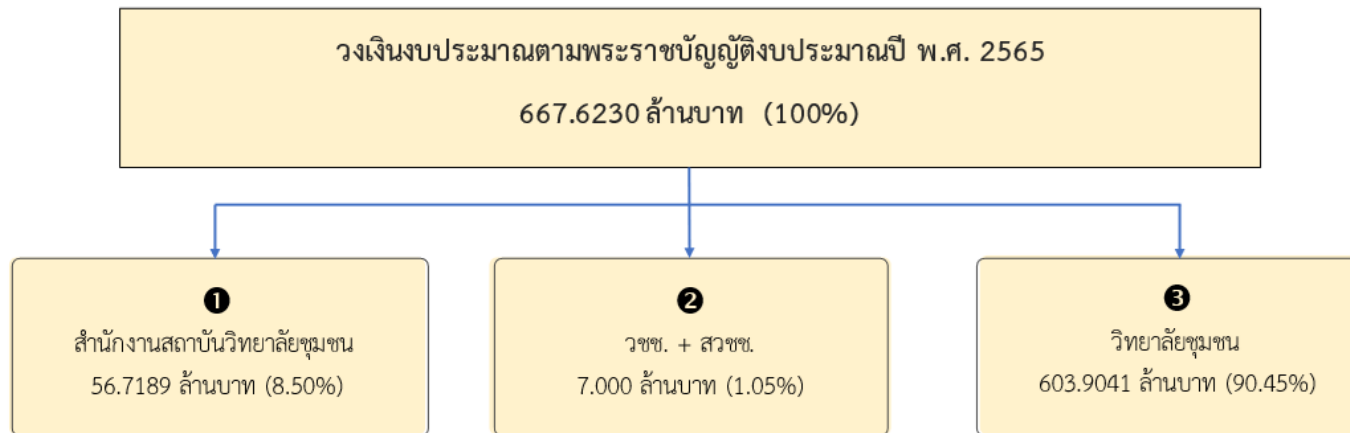 วงเงินงบประมาณตามพระราชบัญญัติงบประมาณปี พ.ศ. 2565
667.6230 ล้านบาท (100%)
❶
สำนักงานสถาบันวิทยาลัยชุมชน
56.7189 ล้านบาท (8.50%)
❷
วชช. + สวชช.
7.000 ล้านบาท (1.05%)
❸
วิทยาลัยชุมชน
603.9041 ล้านบาท (90.45%)